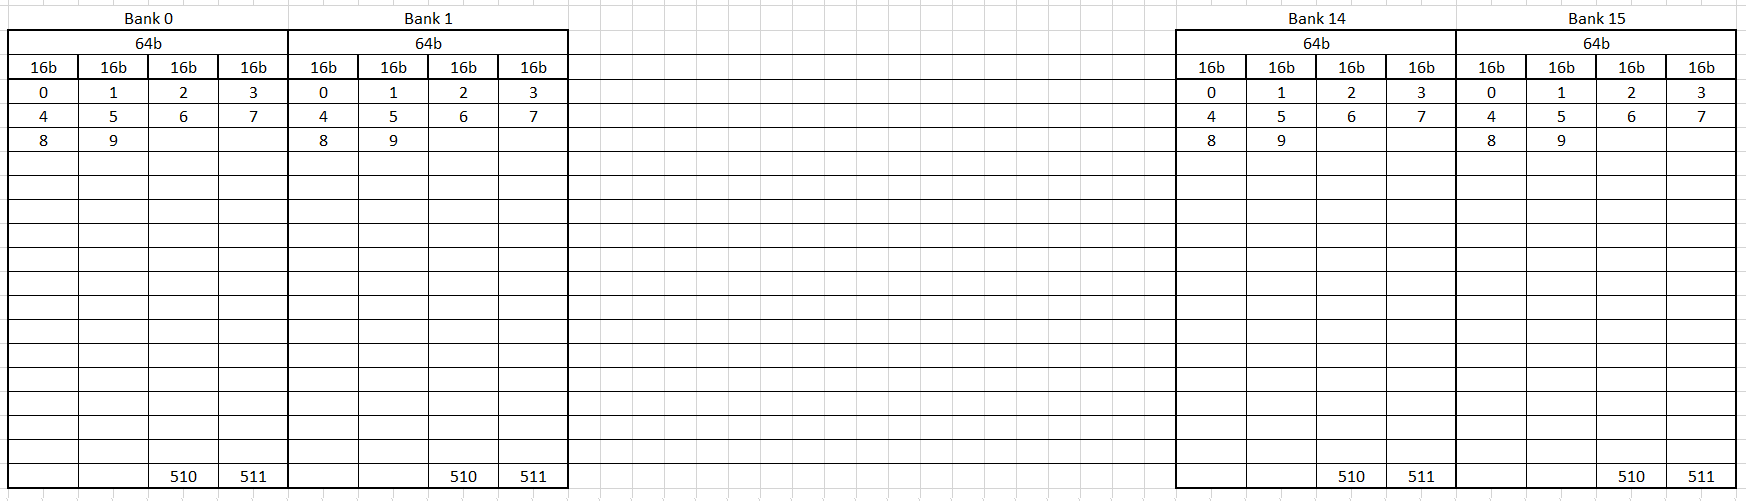 Bank 0 Bank 1 Bank 14 Bank 15
64b 64b 64b 64b
16b 16b 16b 16b 16b 16b 16b 16b 16b 16b 16b 16b 16b 16b 16b 16b
0 1 2 3 0 1 2 3 0 1 2 3 0 1 2 3
4 5 6 7 4 5 6 7 4 5 6 7 4 5 6 7
8 9 8 9 8 9 8 9
510 511 510 511 510 511 510 511